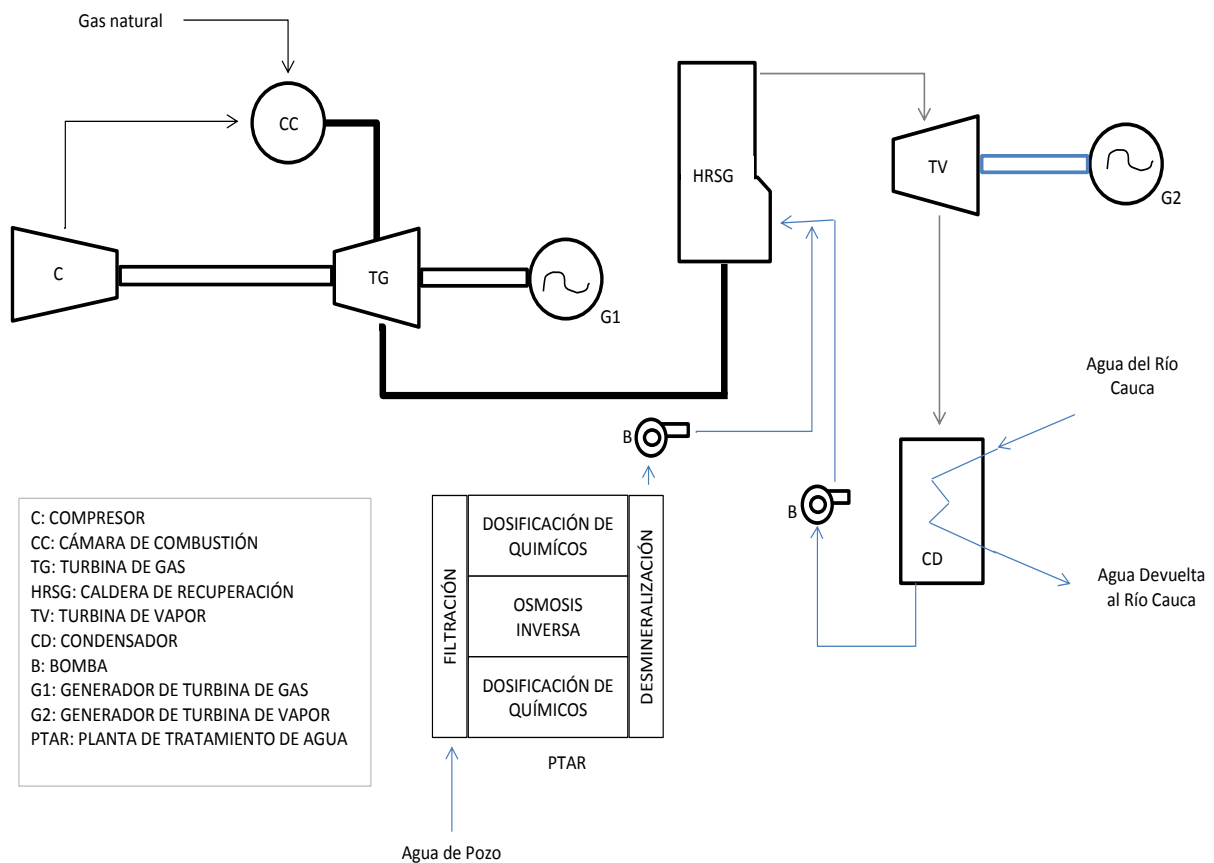 Gas natural
CC
C
TG
G1
HRSG
TV
G2
Agua del Río
Cauca
CD
Agua Devuelta
al Río Cauca
B
B
FILTRACIÓN
DOSIFICACIÓN DE
QUIMÍCOS
OSMOSIS
INVERSA
DOSIFICACIÓN DE
QUÍMICOS
DESMINERALIZACIÓN
PTAR
Agua de Pozo
C: COMPRESOR
CC: CÁMARA DE COMBUSTIÓN
TG: TURBINA DE GAS
HRSG: CALDERA DE RECUPERACIÓN
TV: TURBINA DE VAPOR
CD: CONDENSADOR
B: BOMBA
G1: GENERADOR DE TURBINA DE GAS
G2: GENERADOR DE TURBINA DE VAPOR
PTAR: PLANTA DE TRATAMIENTO DE AGUA